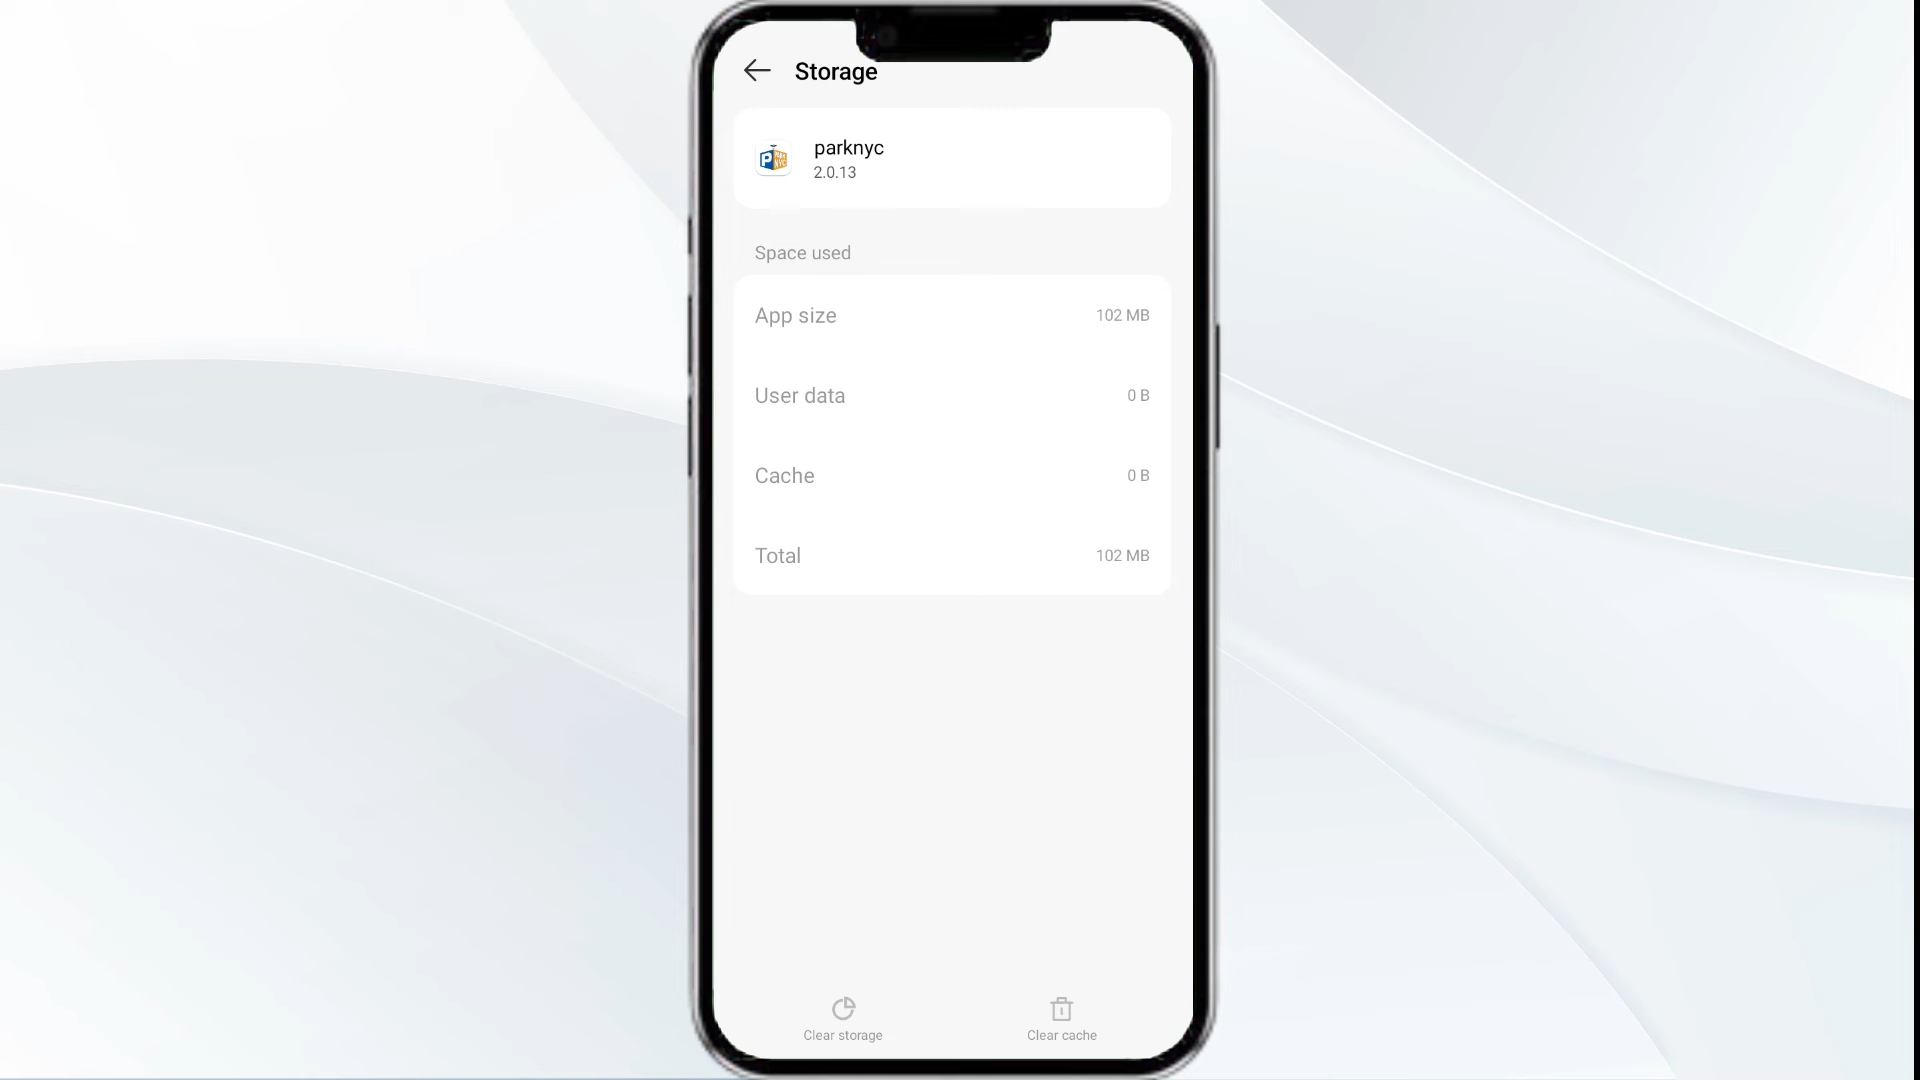 Storage
parknyc
2.0.13
Space used
App size 102 MB
User data 0 B
Cache 0 B
Total 102 MB
Clear storage Clear cache